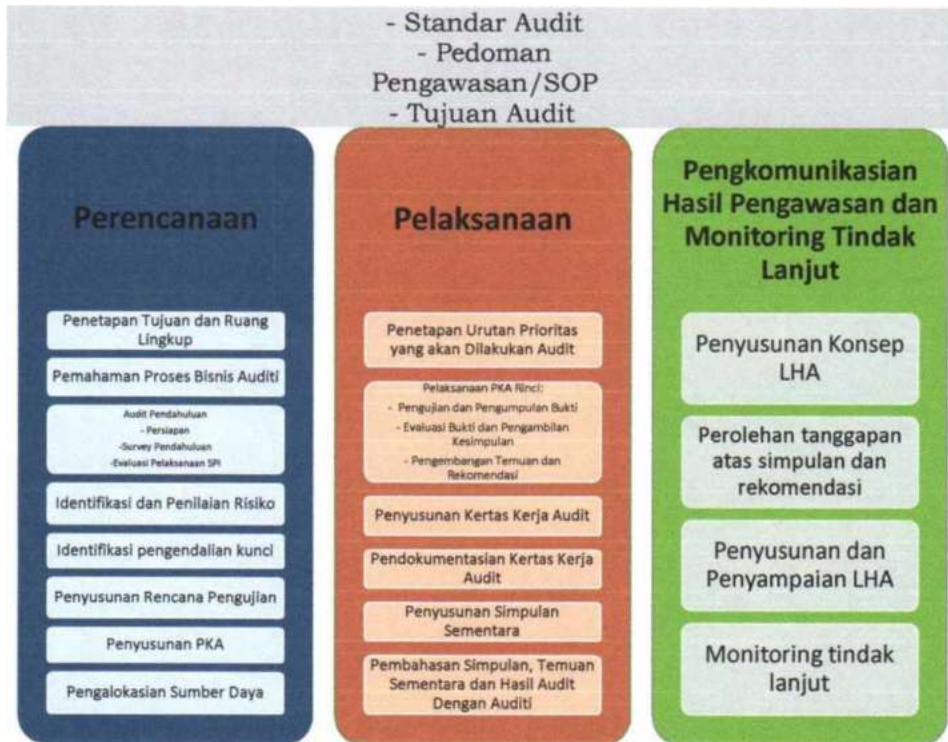 - Standar Audit
- Pedoman
Pengawasan/SOP
- Tujuan Audit
Perencanaan
Penetapan Tujuan dan Ruang
Lingkup
Pemahaman Proses Bisnis Auditi
Audit Pendahuluan
- Persiapan
-Survey Pendahuluan
-Evaluasi Pelaksanaan SPI
Identifikasi dan Penilaian Risiko
Identifikasi pengendalian kunci
Penyusunan Rencana Pengujian
Penyusunan PKA
Pengalokasian Sumber Daya
Pelaksanaan
Penetapan Urutan Prioritas
yang akan Dilakukan Audit
Pelaksanaan PKA Rinci:
- Pengujian dan Pengumpulan Bukti
- Evaluasi Bukti dan Pengambilan
Kesimpulan
- Pengembangan Temuan dan
Rekomendasi
Penyusunan Kertas Kerja Audit
Pendokumentasian Kertas Kerja
Audit
Penyusunan Simpulan
Sementara
Pembahasan Simpulan, Temuan
Sementara dan Hasil Audit
Dengan Auditi
Pengkomunikasian
Hasil Pengawasan dan
Monitoring Tindak
Lanjut
Penyusunan Konsep
LHA
Perolehan tanggapan
atas simpulan dan
rekomendasi
Penyusunan dan
Penyampaian LHA
Monitoring tindak
lanjut